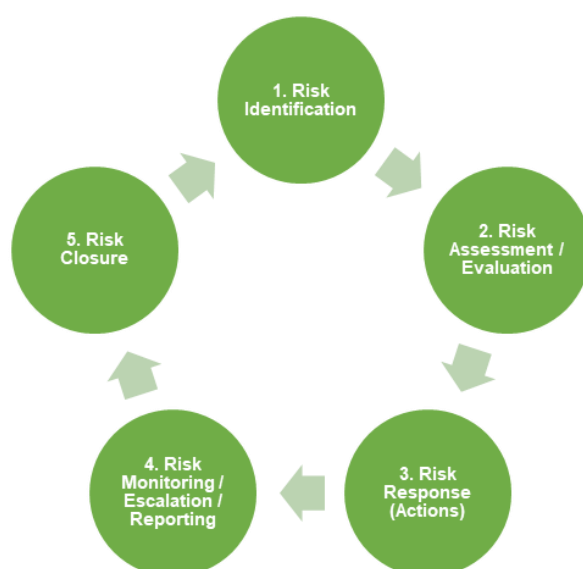 1. Risk
Identification
2. Risk
Assessment /
Evaluation
3. Risk
Response
(Actions)
4. Risk
Monitoring /
Escalation /
Reporting
5. Risk
Closure